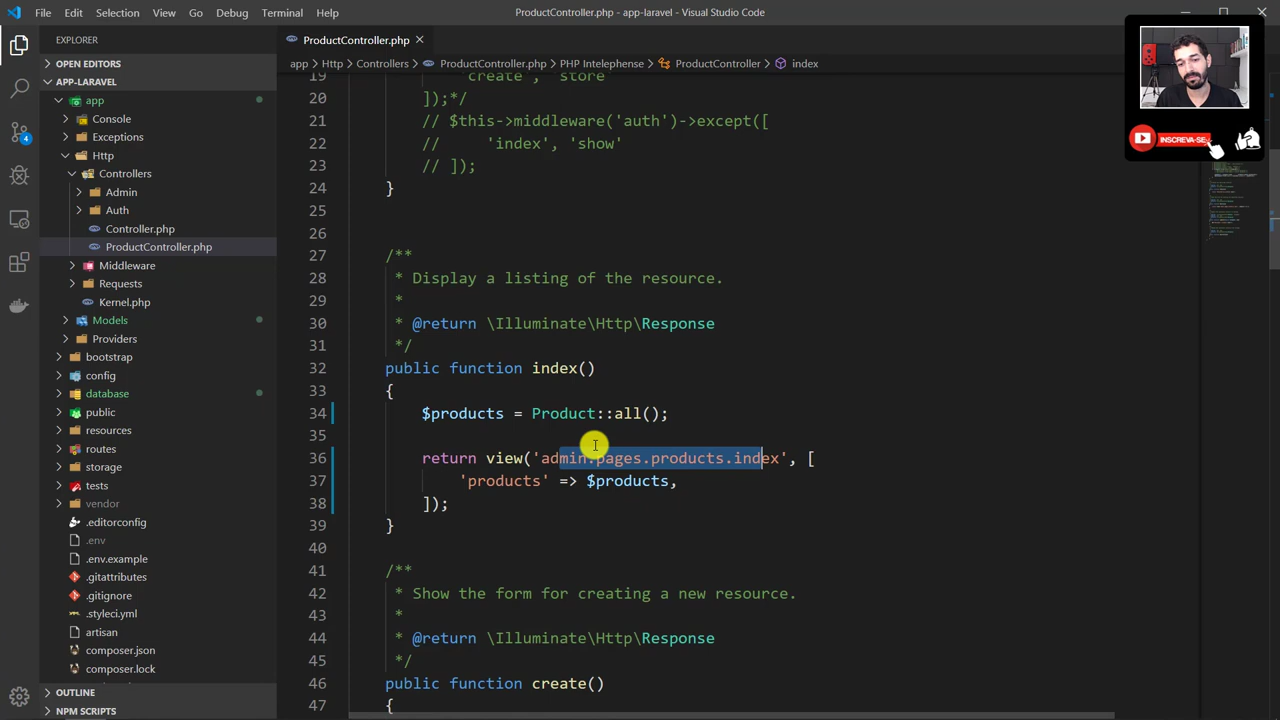 File Edit Selection View Go Debug Terminal Help
ProductController.php - app-laravel - Visual Studio Code
EXPLORER
OPEN EDITORS
APP-LARAVEL
app
Console
Exceptions
Http
Controllers
Admin
Auth
Controller.php
ProductController.php
Middleware
Requests
Kernel.php
Models
Providers
bootstrap
config
database
public
resources
routes
storage
tests
vendor
.editorconfig
.env
.env.example
.gitattributes
.gitignore
.styleci.yml
artisan
composer.json
composer.lock
OUTLINE
NPM SCRIPTS
4
ProductController.php
app > Http > Controllers > ProductController.php > PHP Intelephense > ProductController > index
19 'create', 'store'
20 ]);*/
21 // $this->middleware('auth')->except([
22 // 'index', 'show'
23 // ]);
24 }
25
26
27 /**
28 * Display a listing of the resource.
29 *
30 * @return \Illuminate\Http\Response
31 */
32 public function index()
33 {
34 $products = Product::all();
35
36 return view('admin.pages.products.index', [
37 'products' => $products,
38 ]);
39 }
40
41 /**
42 * Show the form for creating a new resource.
43 *
44 * @return \Illuminate\Http\Response
45 */
46 public function create()
47 {
INSCREVA-SE